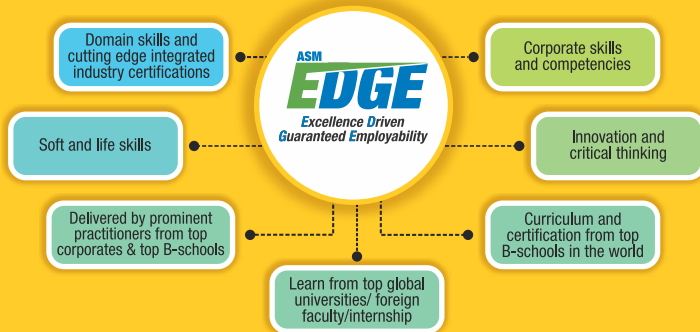 Domain skills and
cutting edge integrated
industry certifications
ASM
EDGE
Excellence Driven
Guaranteed Employability
Corporate skills
and competencies
Soft and life skills
Innovation and
critical thinking
Delivered by prominent
practitioners from top
corporates & top B-schools
Curriculum and
certification from top
B-schools in the world
Learn from top global
universities/ foreign
faculty/internship